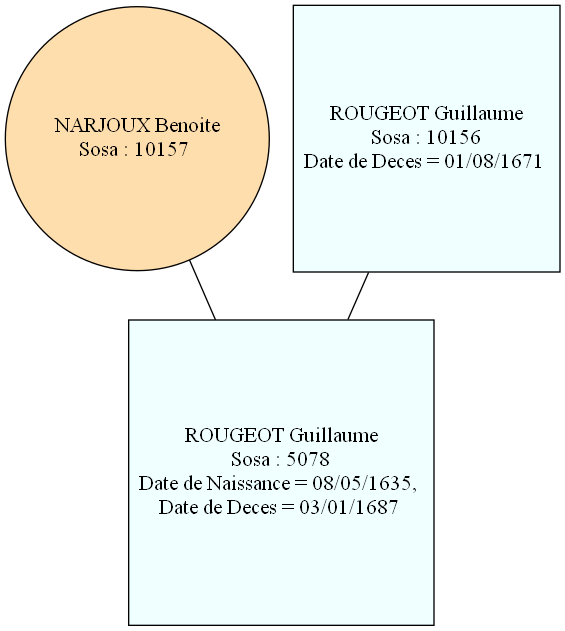 NARJOUX Benoite
Sosa : 10157
ROUGEOT Guillaume
Sosa : 10156
Date de Deces = 01/08/1671
ROUGEOT Guillaume
Sosa : 5078
Date de Naissance = 08/05/1635,
Date de Deces = 03/01/1687